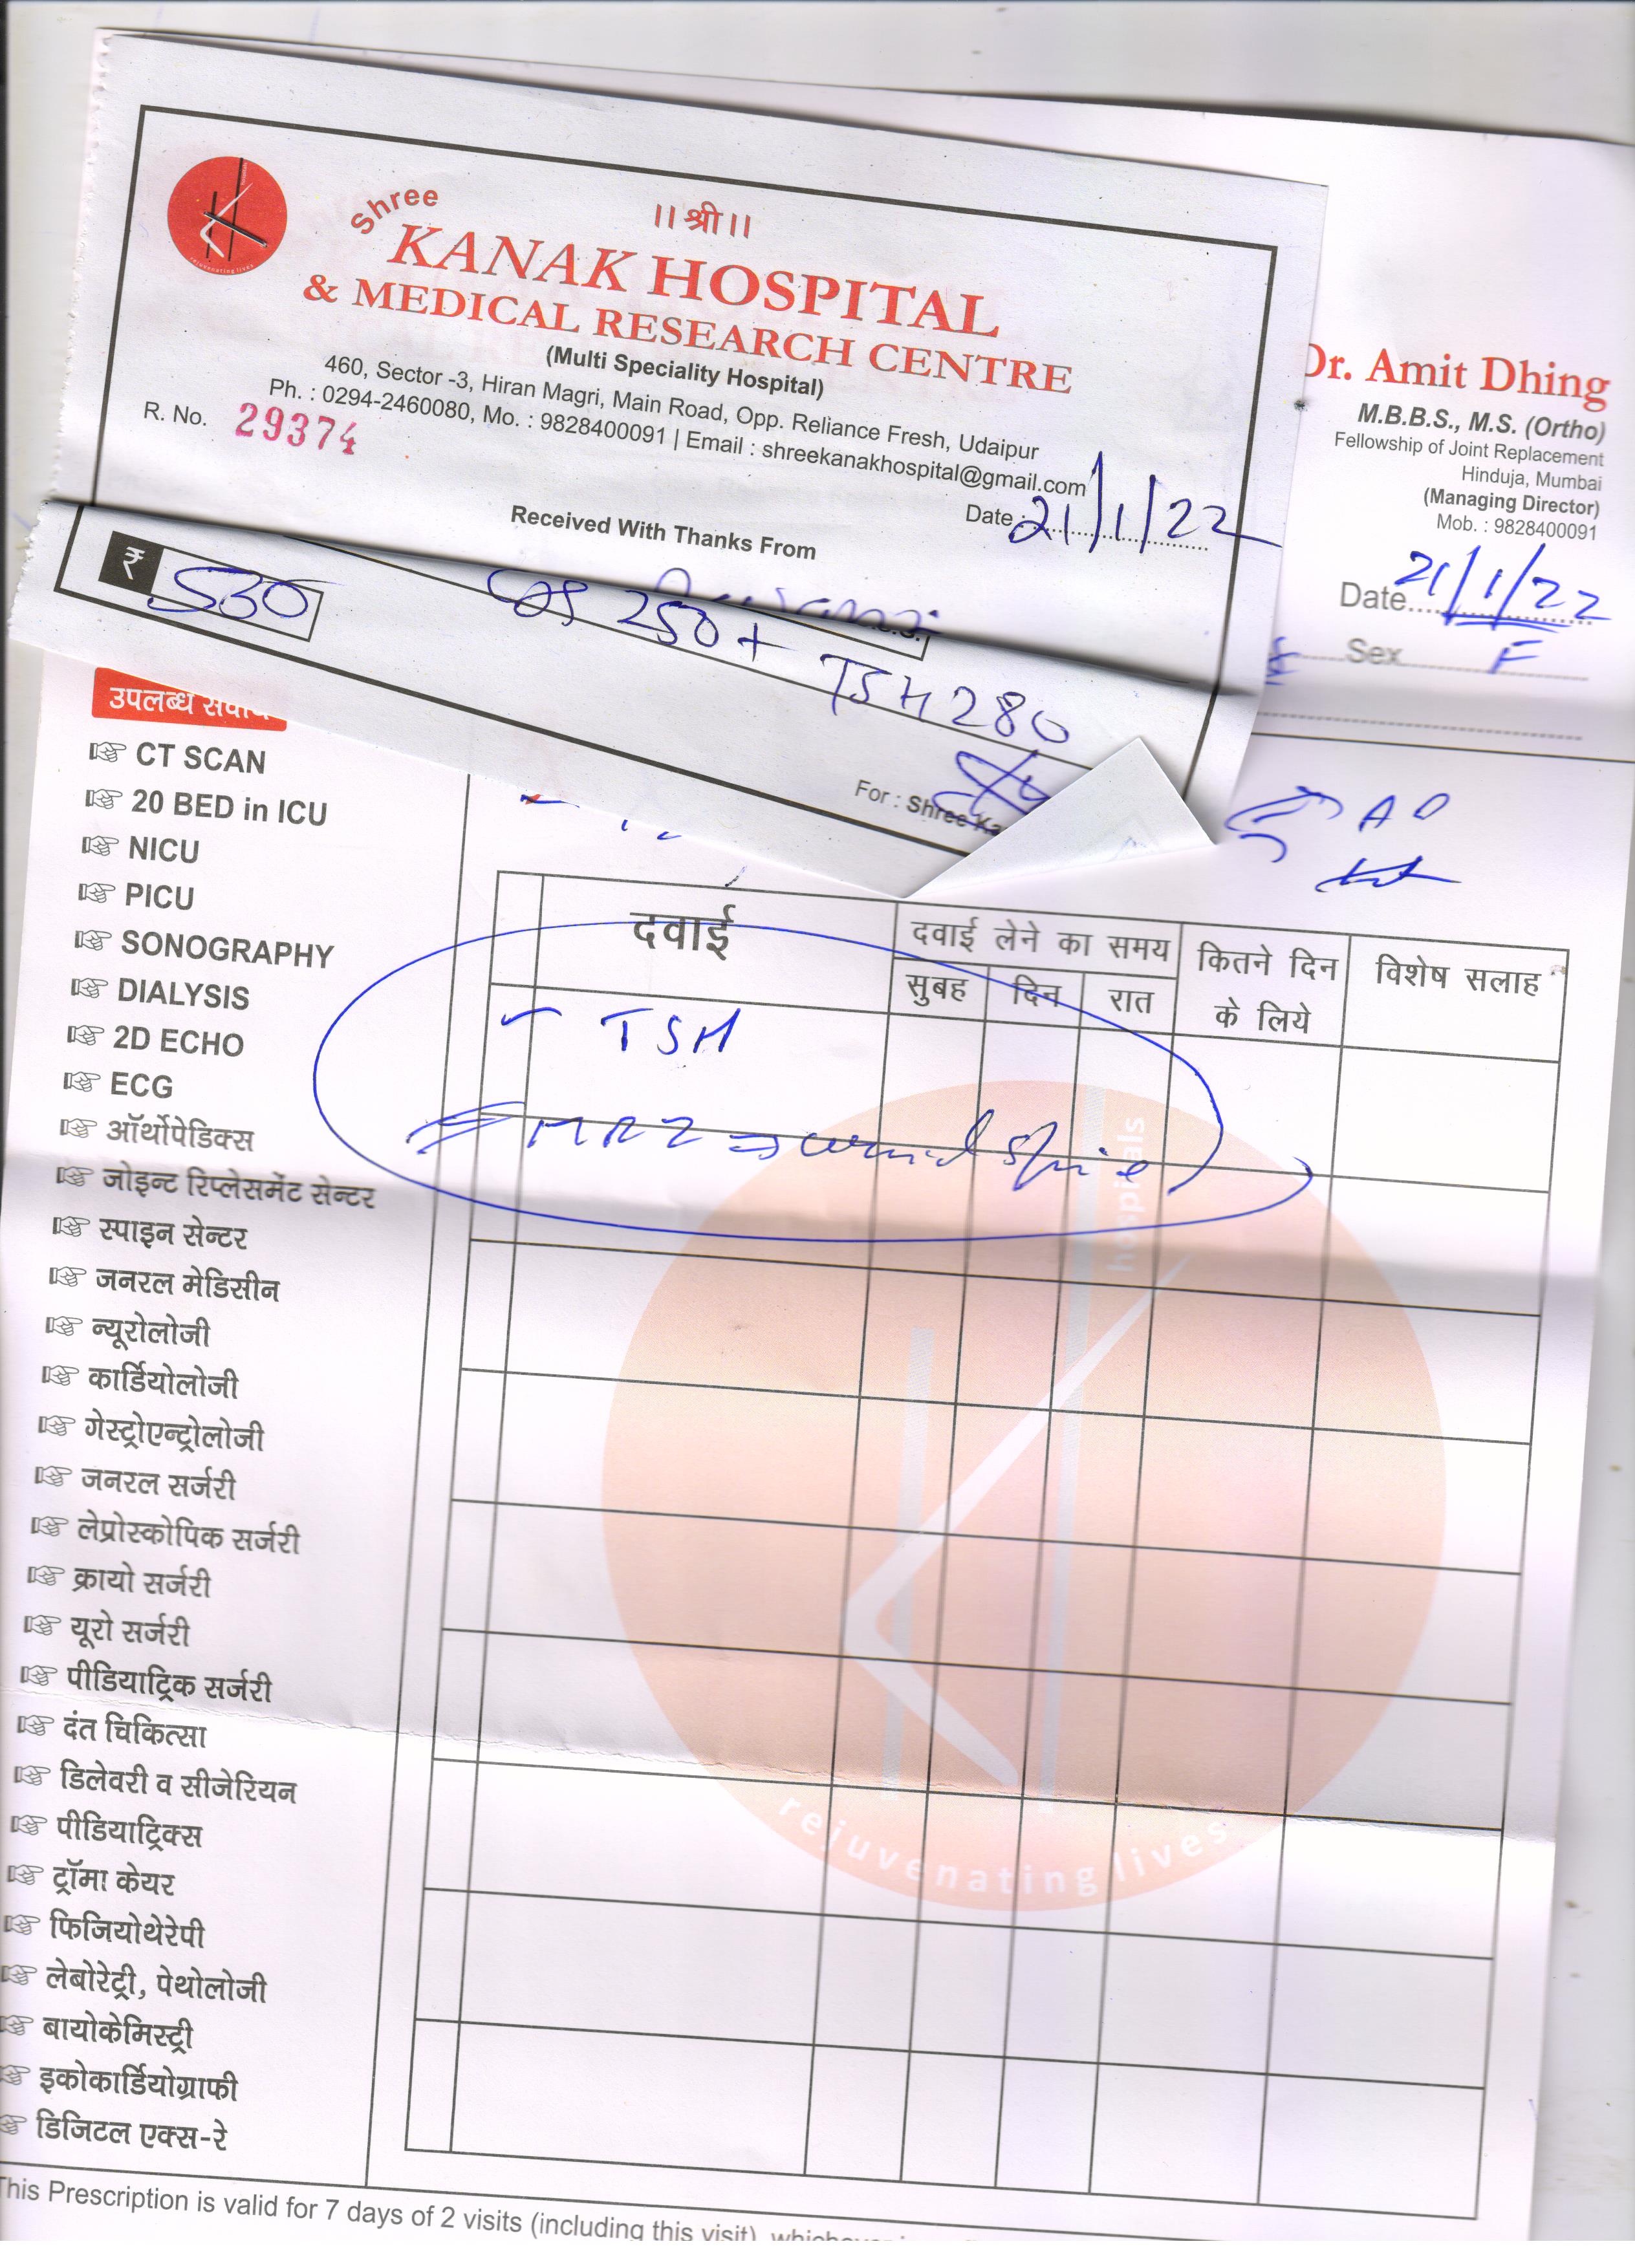 ।। श्री ।।
Shree
KANAK HOSPITAL
& MEDICAL RESEARCH CENTRE
(Multi Speciality Hospital)
460, Sector -3, Hiran Magri, Main Road, Opp. Reliance Fresh, Udaipur
Ph. : 0294-2460080, Mo. : 9828400091 | Email : shreekanakhospital@gmail.com
R. No. 29374
Date : 21/1/22
Received With Thanks From
₹ 530
250 + TSH 280
For : Shree Ka
rejuvenating lives
Dr. Amit Dhing
M.B.B.S., M.S. (Ortho)
Fellowship of Joint Replacement
Hinduja, Mumbai
(Managing Director)
Mob. : 9828400091
Date 21/1/22
Sex F
उपलब्ध सेवायें
CT SCAN
20 BED in ICU
NICU
PICU
SONOGRAPHY
DIALYSIS
2D ECHO
ECG
ऑर्थोपेडिक्स
जोइन्ट रिप्लेसमेंट सेन्टर
स्पाइन सेन्टर
जनरल मेडिसीन
न्यूरोलोजी
कार्डियोलोजी
गेस्ट्रोएन्ट्रोलोजी
जनरल सर्जरी
लेप्रोस्कोपिक सर्जरी
क्रायो सर्जरी
यूरो सर्जरी
पीडियाट्रिक सर्जरी
दंत चिकित्सा
डिलेवरी व सीजेरियन
पीडियाट्रिक्स
ट्रॉमा केयर
फिजियोथेरेपी
लेबोरेट्री, पेथोलोजी
बायोकेमिस्ट्री
इकोकार्डियोग्राफी
डिजिटल एक्स-रे
दवाई
दवाई लेने का समय
सुबह दिन रात
कितने दिन
के लिये
विशेष सलाह
TSH
MRI ⇒ cervical spine
hospitals
rejuvenating lives
This Prescription is valid for 7 days of 2 visits (including this visit)